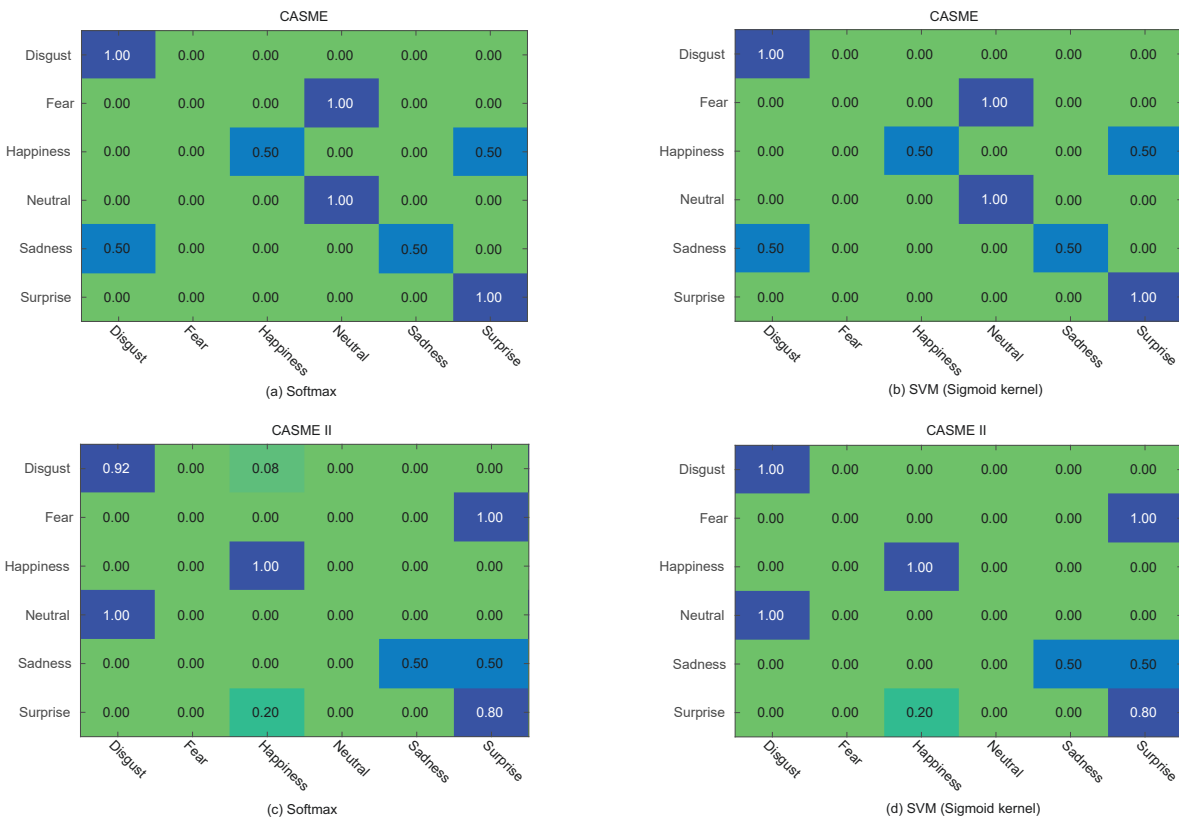 CASME
Disgust 1.00 0.00 0.00 0.00 0.00 0.00
Fear 0.00 0.00 0.00 1.00 0.00 0.00
Happiness 0.00 0.00 0.50 0.00 0.00 0.50
Neutral 0.00 0.00 0.00 1.00 0.00 0.00
Sadness 0.50 0.00 0.00 0.00 0.50 0.00
Surprise 0.00 0.00 0.00 0.00 0.00 1.00
Disgust Fear Happiness Neutral Sadness Surprise
(a) Softmax
CASME
Disgust 1.00 0.00 0.00 0.00 0.00 0.00
Fear 0.00 0.00 0.00 1.00 0.00 0.00
Happiness 0.00 0.00 0.50 0.00 0.00 0.50
Neutral 0.00 0.00 0.00 1.00 0.00 0.00
Sadness 0.50 0.00 0.00 0.00 0.50 0.00
Surprise 0.00 0.00 0.00 0.00 0.00 1.00
Disgust Fear Happiness Neutral Sadness Surprise
(b) SVM (Sigmoid kernel)
CASME II
Disgust 0.92 0.00 0.08 0.00 0.00 0.00
Fear 0.00 0.00 0.00 0.00 0.00 1.00
Happiness 0.00 0.00 1.00 0.00 0.00 0.00
Neutral 1.00 0.00 0.00 0.00 0.00 0.00
Sadness 0.00 0.00 0.00 0.00 0.50 0.50
Surprise 0.00 0.00 0.20 0.00 0.00 0.80
Disgust Fear Happiness Neutral Sadness Surprise
(c) Softmax
CASME II
Disgust 1.00 0.00 0.00 0.00 0.00 0.00
Fear 0.00 0.00 0.00 0.00 0.00 1.00
Happiness 0.00 0.00 1.00 0.00 0.00 0.00
Neutral 1.00 0.00 0.00 0.00 0.00 0.00
Sadness 0.00 0.00 0.00 0.00 0.50 0.50
Surprise 0.00 0.00 0.20 0.00 0.00 0.80
Disgust Fear Happiness Neutral Sadness Surprise
(d) SVM (Sigmoid kernel)